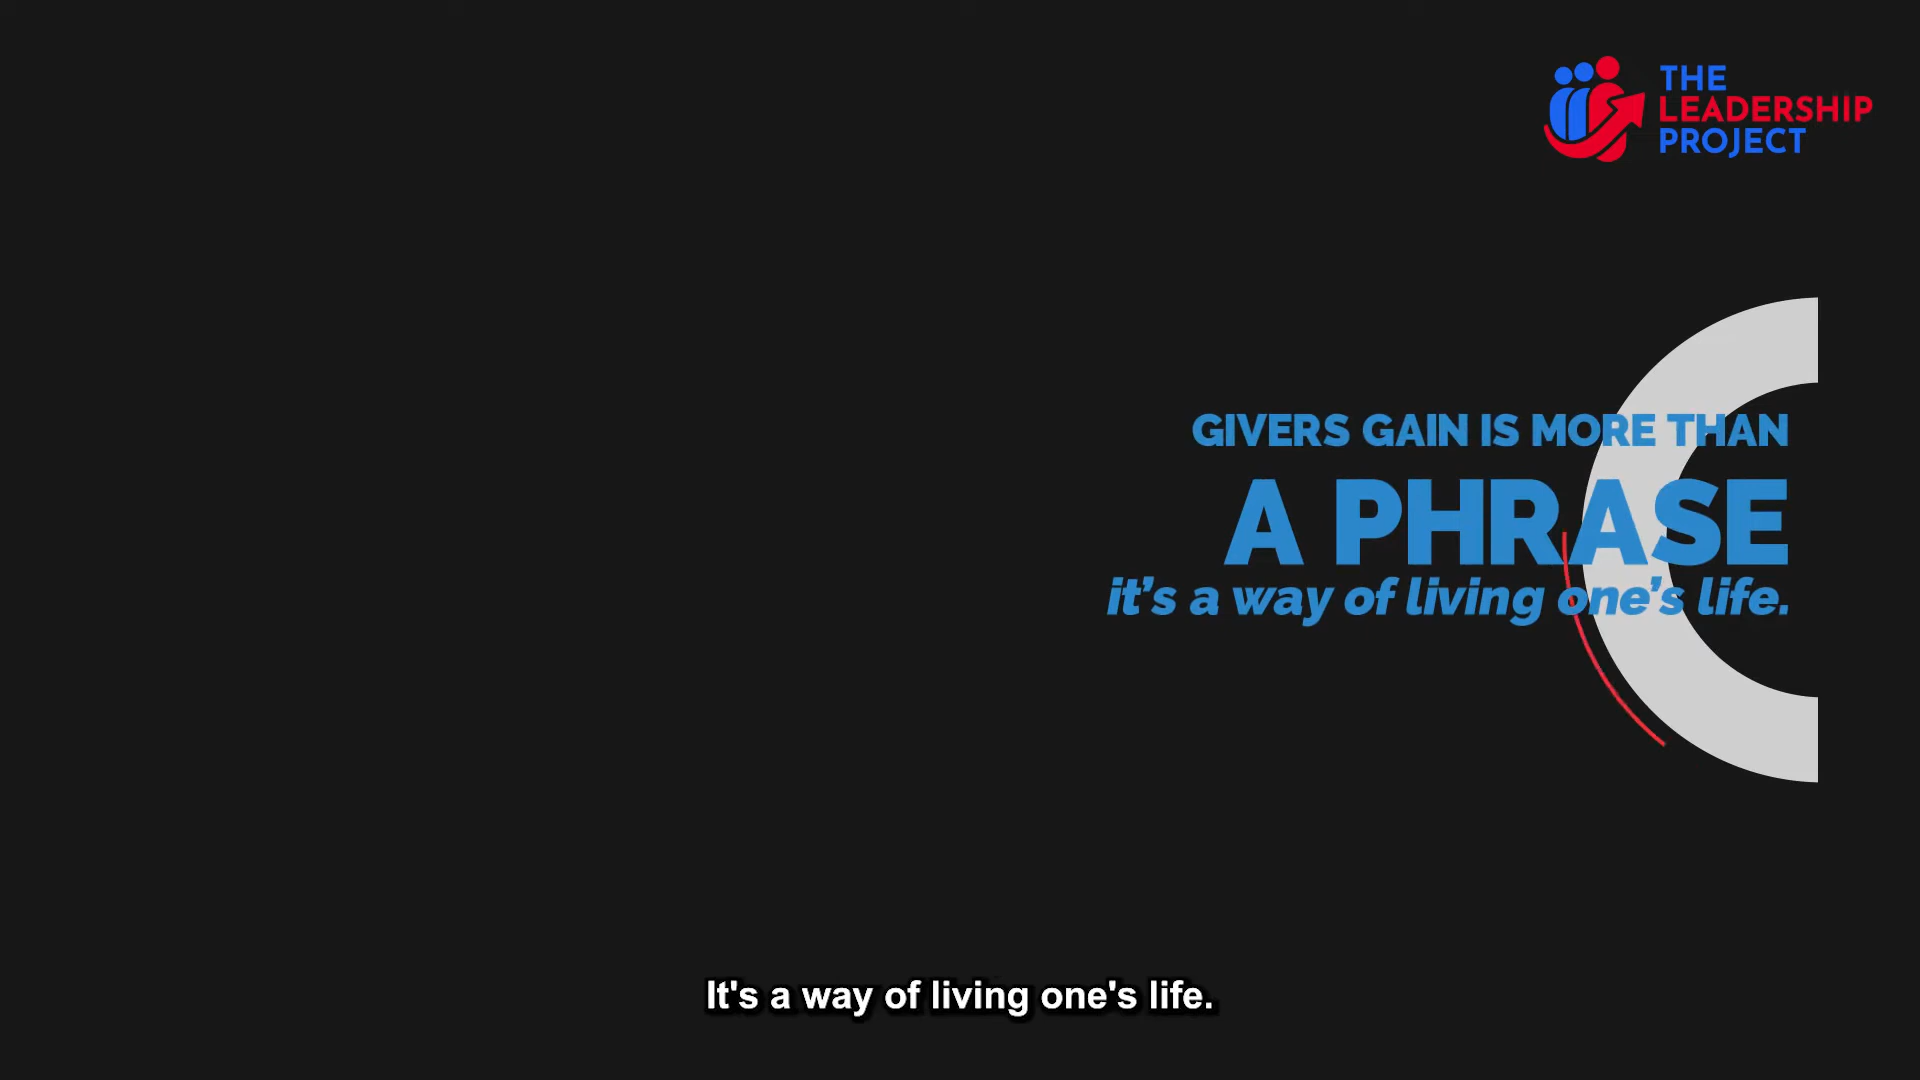 THE
LEADERSHIP
PROJECT
GIVERS GAIN IS MORE THAN
A PHRASE
it’s a way of living one’s life.
It's a way of living one's life.